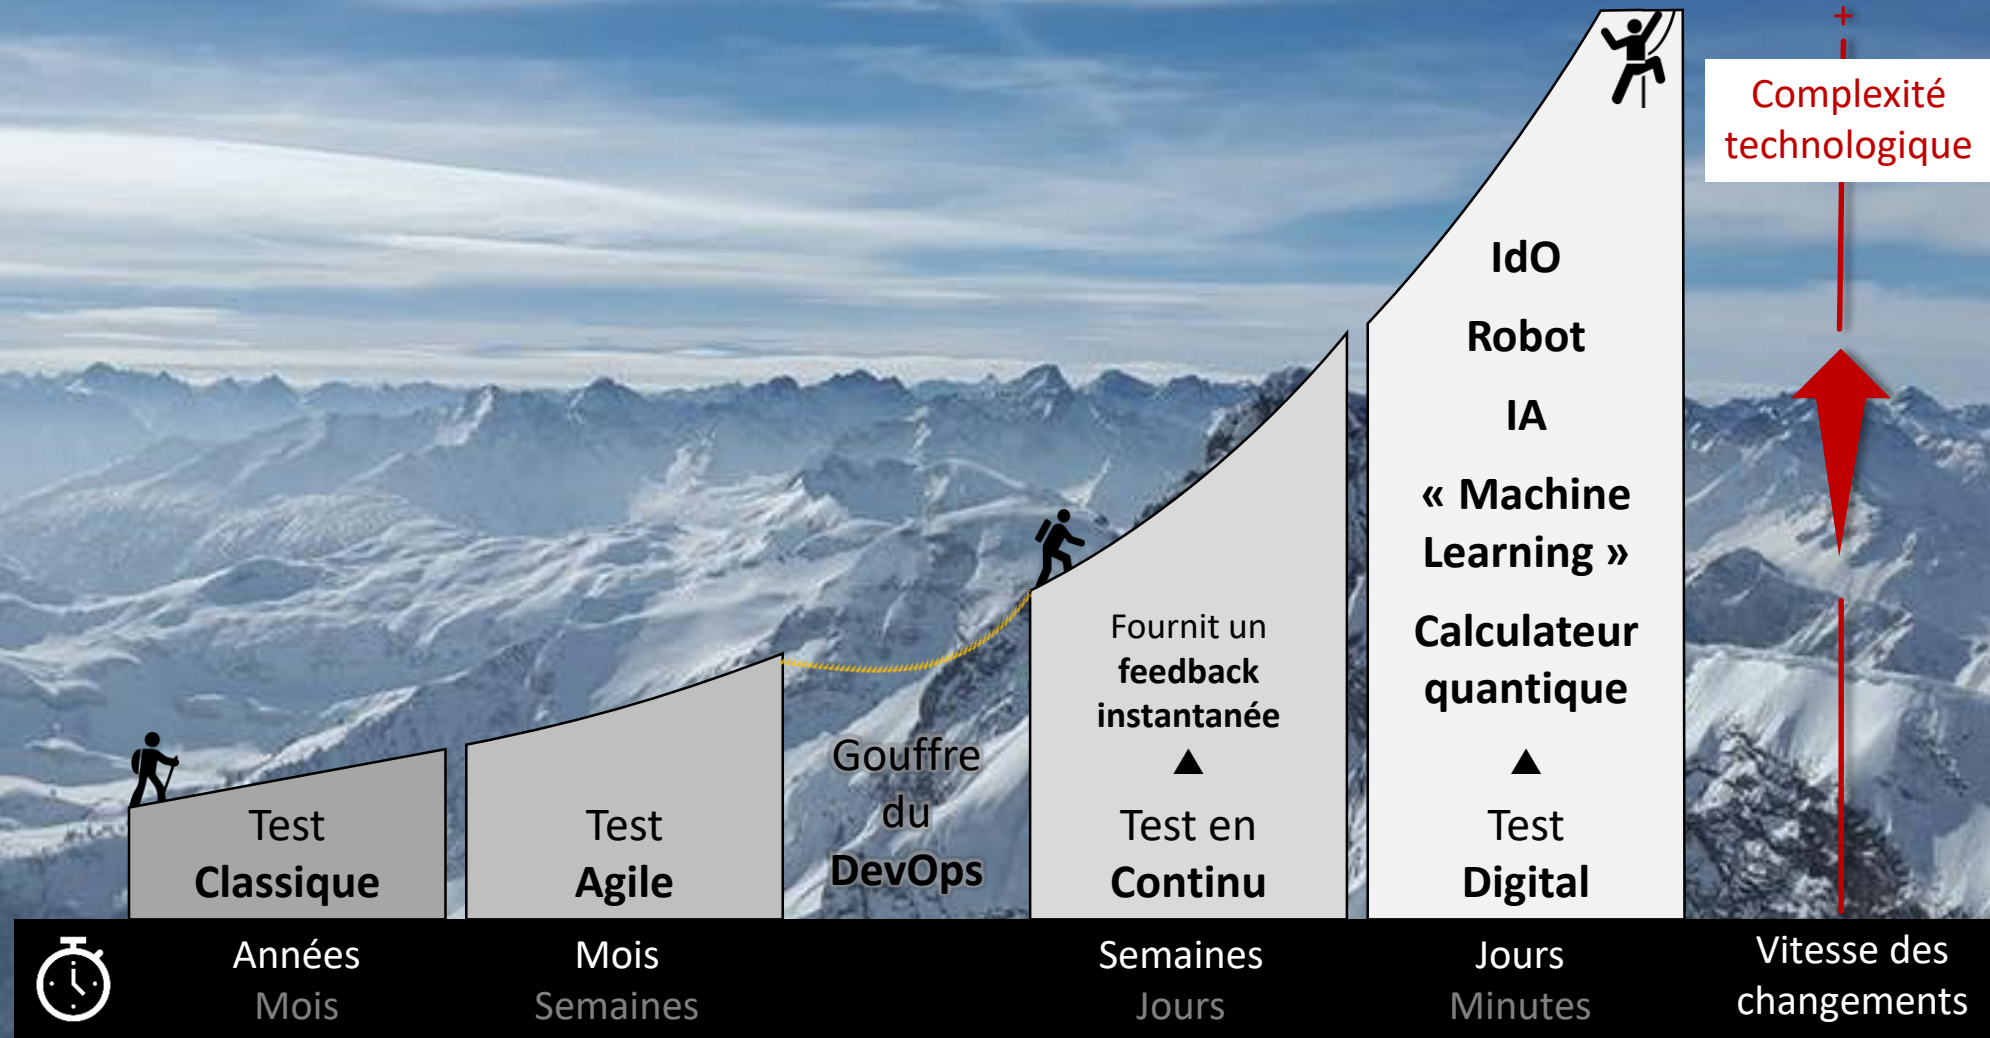 +
Complexité
technologique
IdO
Robot
IA
« Machine
Learning »
Calculateur
quantique
Fournit un
feedback
instantanée
Gouffre
du
DevOps
Test
Classique
Test
Agile
Test en
Continu
Test
Digital
Années
Mois
Mois
Semaines
Semaines
Jours
Jours
Minutes
Vitesse des
changements